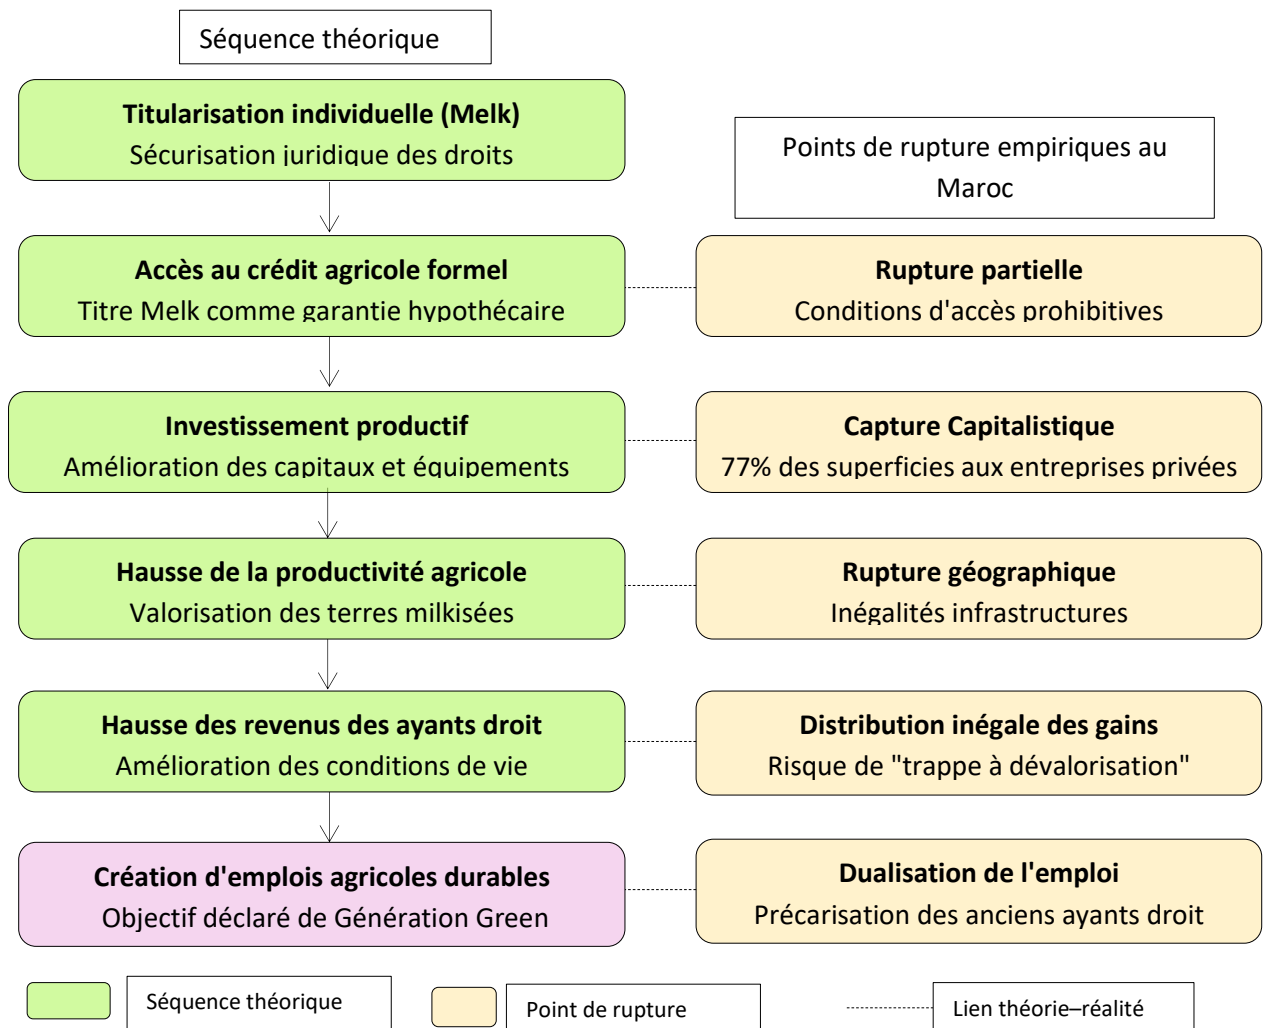 Séquence théorique
Titularisation individuelle (Melk)
Sécurisation juridique des droits
Points de rupture empiriques au
Maroc
Accès au crédit agricole formel
Titre Melk comme garantie hypothécaire
Rupture partielle
Conditions d'accès prohibitives
Investissement productif
Amélioration des capitaux et équipements
Capture Capitalistique
77% des superficies aux entreprises privées
Hausse de la productivité agricole
Valorisation des terres milkisées
Rupture géographique
Inégalités infrastructures
Hausse des revenus des ayants droit
Amélioration des conditions de vie
Distribution inégale des gains
Risque de "trappe à dévalorisation"
Création d'emplois agricoles durables
Objectif déclaré de Génération Green
Dualisation de l'emploi
Précarisation des anciens ayants droit
Séquence théorique
Point de rupture
Lien théorie–réalité